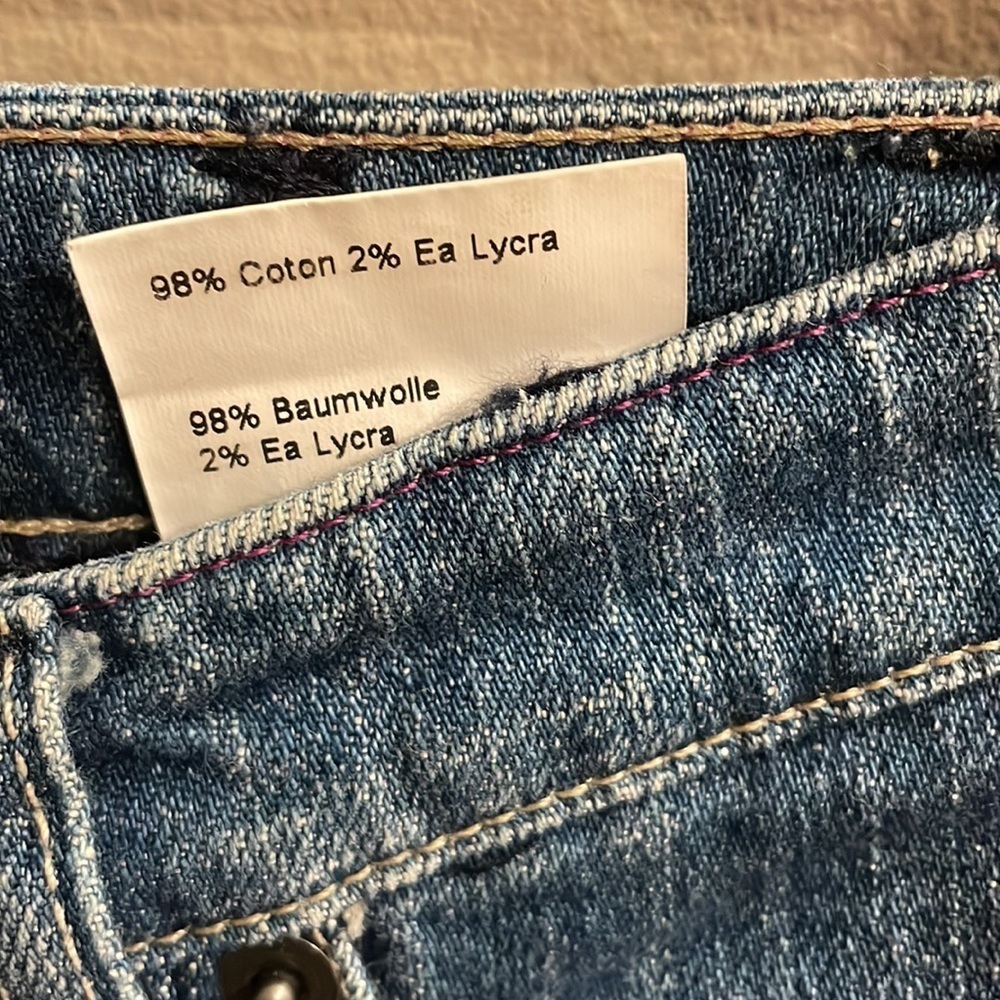 98% Coton 2% Ea Lycra
98% Baumwolle
2% Ea Lycra